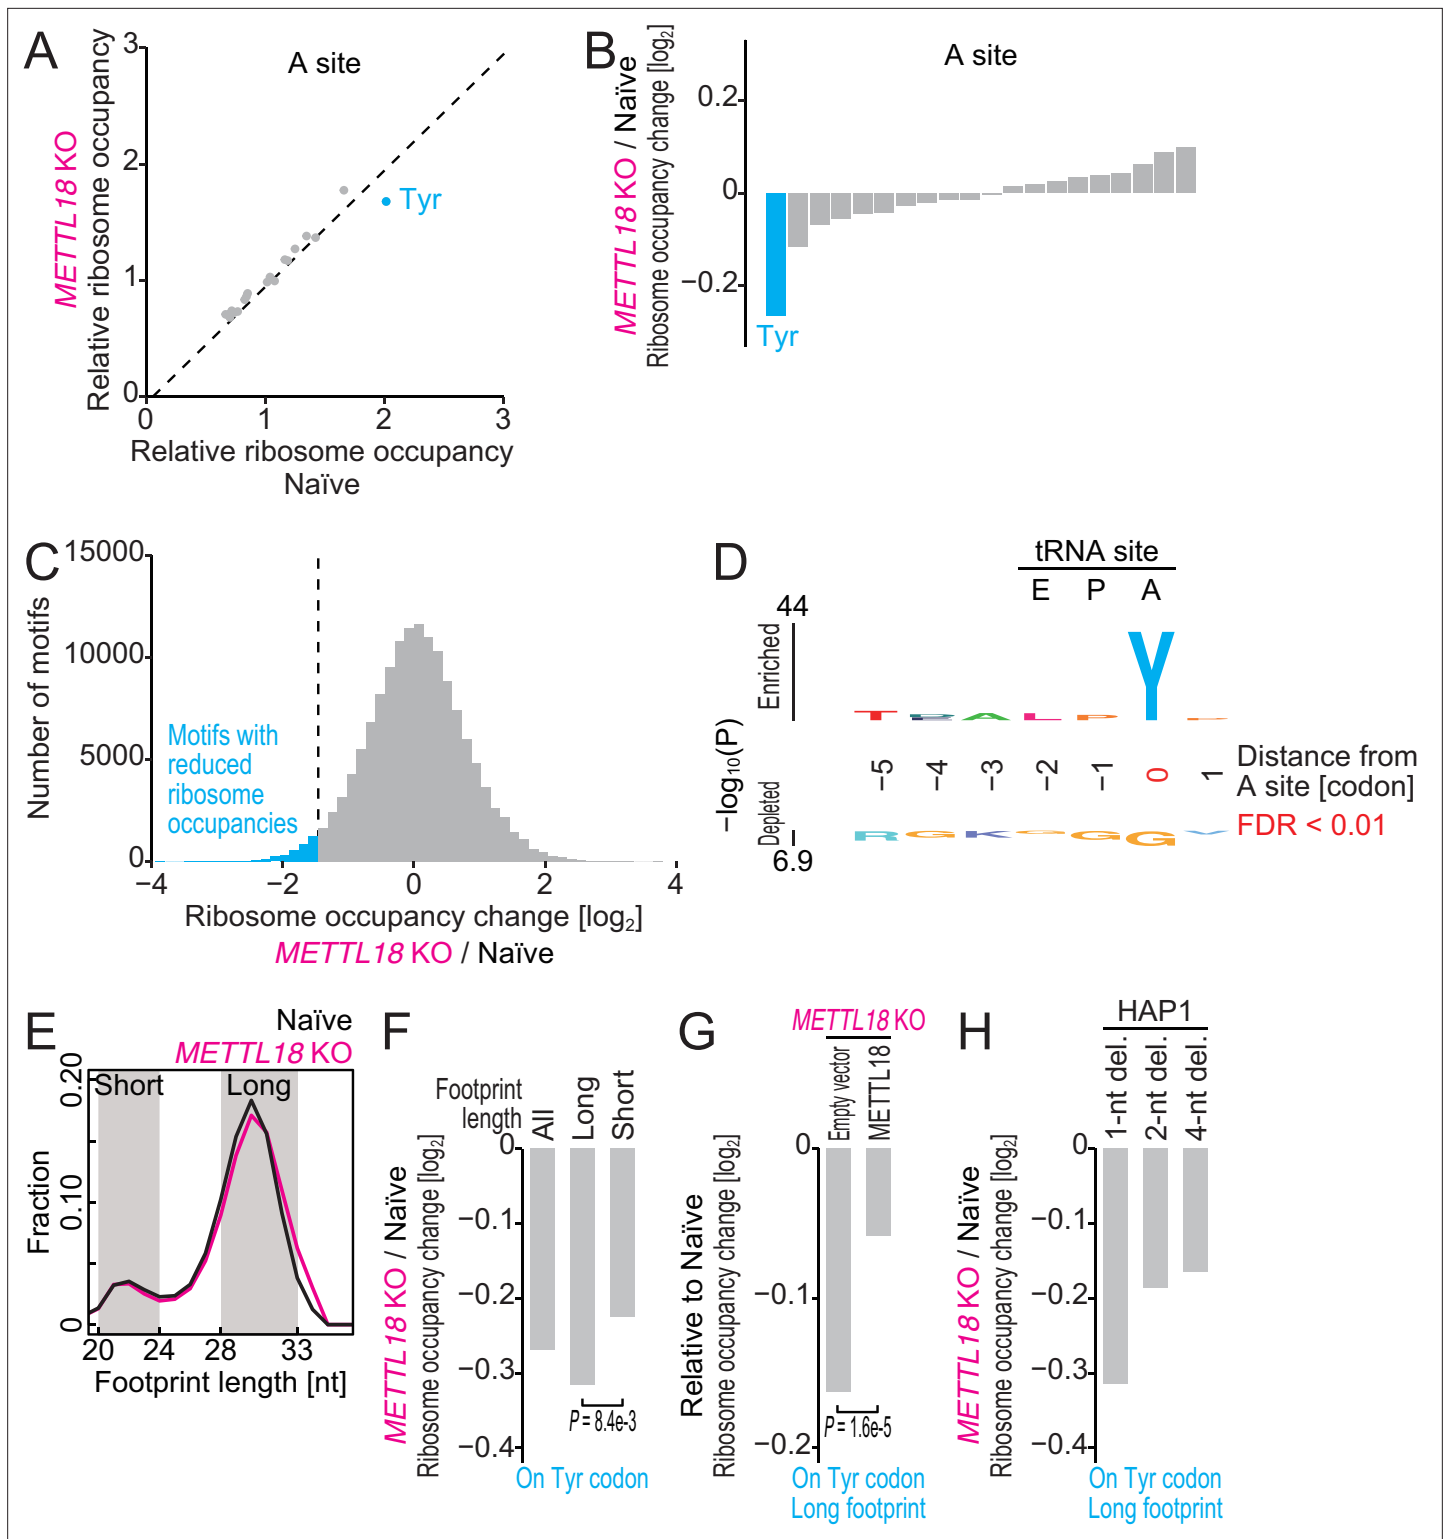 A
A site
3
2
1
0
METTL18 KO
Relative ribosome occupancy
Tyr
0 1 2 3
Relative ribosome occupancy
Naïve
B
A site
METTL18 KO / Naïve
Ribosome occupancy change [log2]
0.2
0
−0.2
Tyr
C
15000
10000
5000
0
Number of motifs
Motifs with
reduced
ribosome
occupancies
−4 −2 0 2 4
Ribosome occupancy change [log2]
METTL18 KO / Naïve
D
tRNA site
E P A
44
Enriched
−log10(P)
Depleted
6.9
T A L P Y
−5 −4 −3 −2 −1 0 1
Distance from
A site [codon]
FDR < 0.01
R G K G G
E
Naïve
METTL18 KO
Short Long
0.20
0.10
0
Fraction
20 24 28 33
Footprint length [nt]
F
Footprint
length
All
Long
Short
METTL18 KO / Naïve
Ribosome occupancy change [log2]
0
−0.1
−0.2
−0.3
−0.4
P = 8.4e-3
On Tyr codon
G
METTL18 KO
Empty vector
METTL18
Relative to Naïve
Ribosome occupancy change [log2]
0
−0.1
−0.2
P = 1.6e-5
On Tyr codon
Long footprint
H
HAP1
1-nt del.
2-nt del.
4-nt del.
METTL18 KO / Naïve
Ribosome occupancy change [log2]
0
−0.1
−0.2
−0.3
−0.4
On Tyr codon
Long footprint